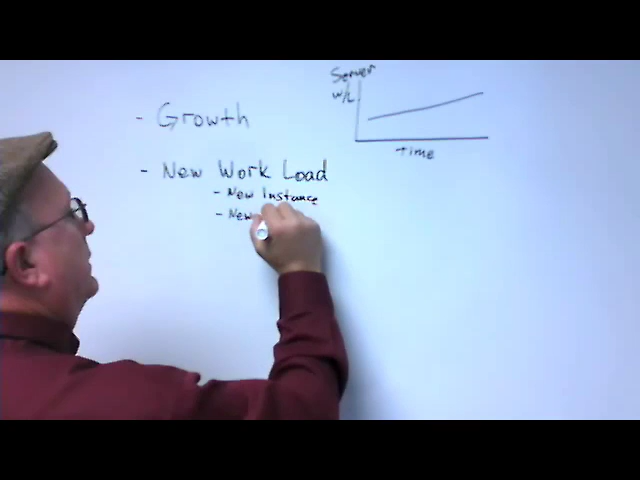 - Growth
- New Work Load
- New Instance
- New
Server
W/L
Time